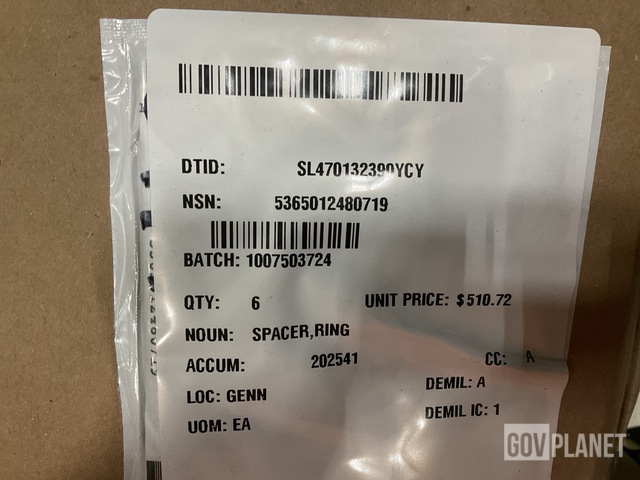 DTID: SL470132390YCY
NSN: 5365012480719
BATCH: 1007503724
QTY: 6 UNIT PRICE: $510.72
NOUN: SPACER,RING
ACCUM: 202541 CC: A
LOC: GENN DEMIL: A
UOM: EA DEMIL IC: 1
GOVPLANET